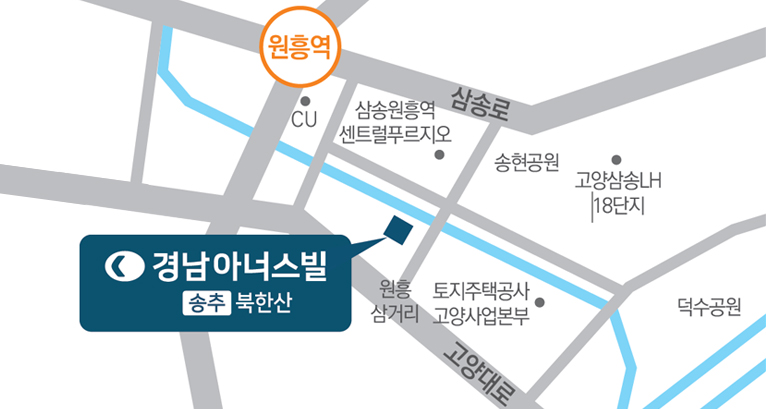 원흥역
삼송로
CU
삼송원흥역
센트럴푸르지오
송현공원
고양삼송LH
18단지
경남아너스빌
송추 북한산
원흥
삼거리
토지주택공사
고양사업본부
덕수공원
고양대로